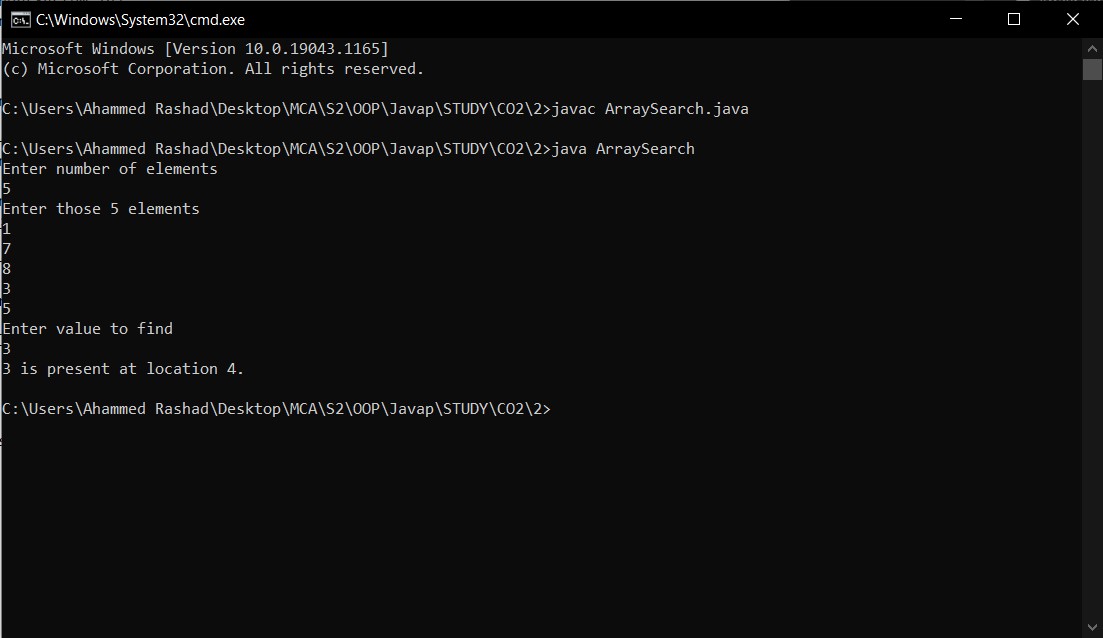 C:\Windows\System32\cmd.exe
Microsoft Windows [Version 10.0.19043.1165]
(c) Microsoft Corporation. All rights reserved.
C:\Users\Ahammed Rashad\Desktop\MCA\S2\OOP\Javap\STUDY\CO2\2>javac ArraySearch.java
C:\Users\Ahammed Rashad\Desktop\MCA\S2\OOP\Javap\STUDY\CO2\2>java ArraySearch
Enter number of elements
5
Enter those 5 elements
1
7
8
3
5
Enter value to find
3
3 is present at location 4.
C:\Users\Ahammed Rashad\Desktop\MCA\S2\OOP\Javap\STUDY\CO2\2>